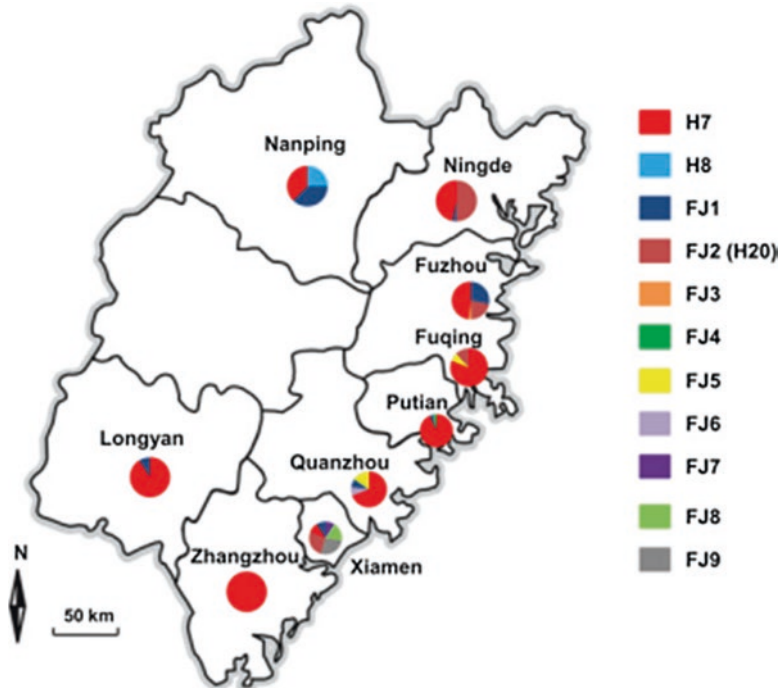 Nanping
Ningde
Fuzhou
Fuqing
Putian
Longyan
Quanzhou
Zhangzhou
Xiamen
N
50 km
H7
H8
FJ1
FJ2 (H20)
FJ3
FJ4
FJ5
FJ6
FJ7
FJ8
FJ9